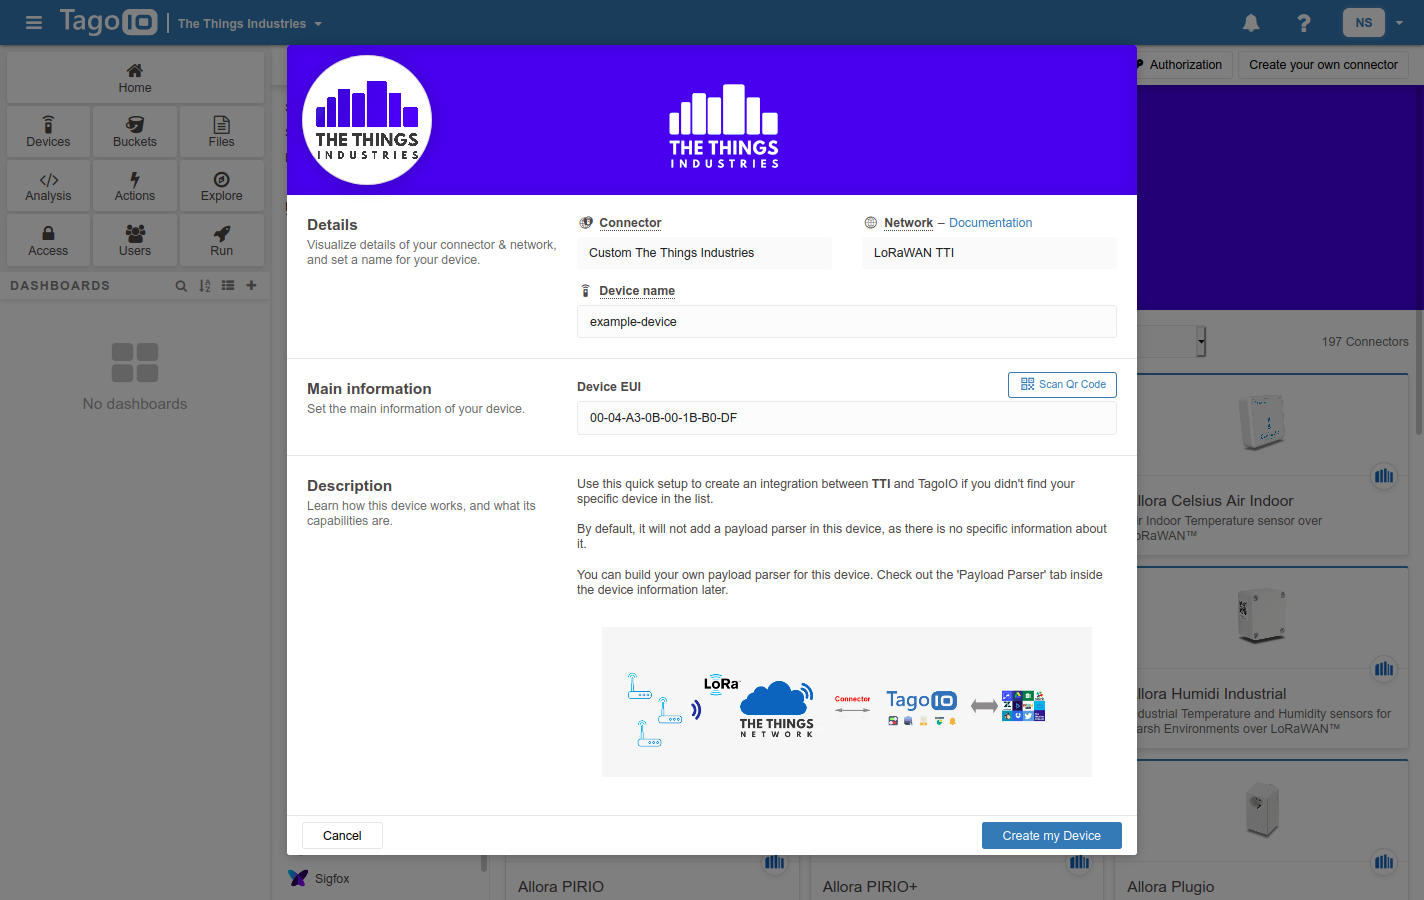 TagoIO
The Things Industries
?
NS
Home
Devices
Buckets
Files
Analysis
Actions
Explore
Access
Users
Run
DASHBOARDS
No dashboards
Authorization
Create your own connector
THE THINGS
INDUSTRIES
THE THINGS
INDUSTRIES
Details
Visualize details of your connector & network,
and set a name for your device.
Connector
Network – Documentation
Custom The Things Industries
LoRaWAN TTI
Device name
example-device
Main information
Set the main information of your device.
Device EUI
Scan Qr Code
00-04-A3-0B-00-1B-B0-DF
Description
Learn how this device works, and what its
capabilities are.
Use this quick setup to create an integration between TTI and TagoIO if you didn't find your
specific device in the list.
By default, it will not add a payload parser in this device, as there is no specific information about
it.
You can build your own payload parser for this device. Check out the 'Payload Parser' tab inside
the device information later.
LoRa
THE THINGS
NETWORK
Connector
TagoIO
Cancel
Create my Device
197 Connectors
llora Celsius Air Indoor
ir Indoor Temperature sensor over
oRaWAN™
llora Humidi Industrial
dustrial Temperature and Humidity sensors for
arsh Environments over LoRaWAN™
Sigfox
Allora PIRIO
Allora PIRIO+
Allora Plugio